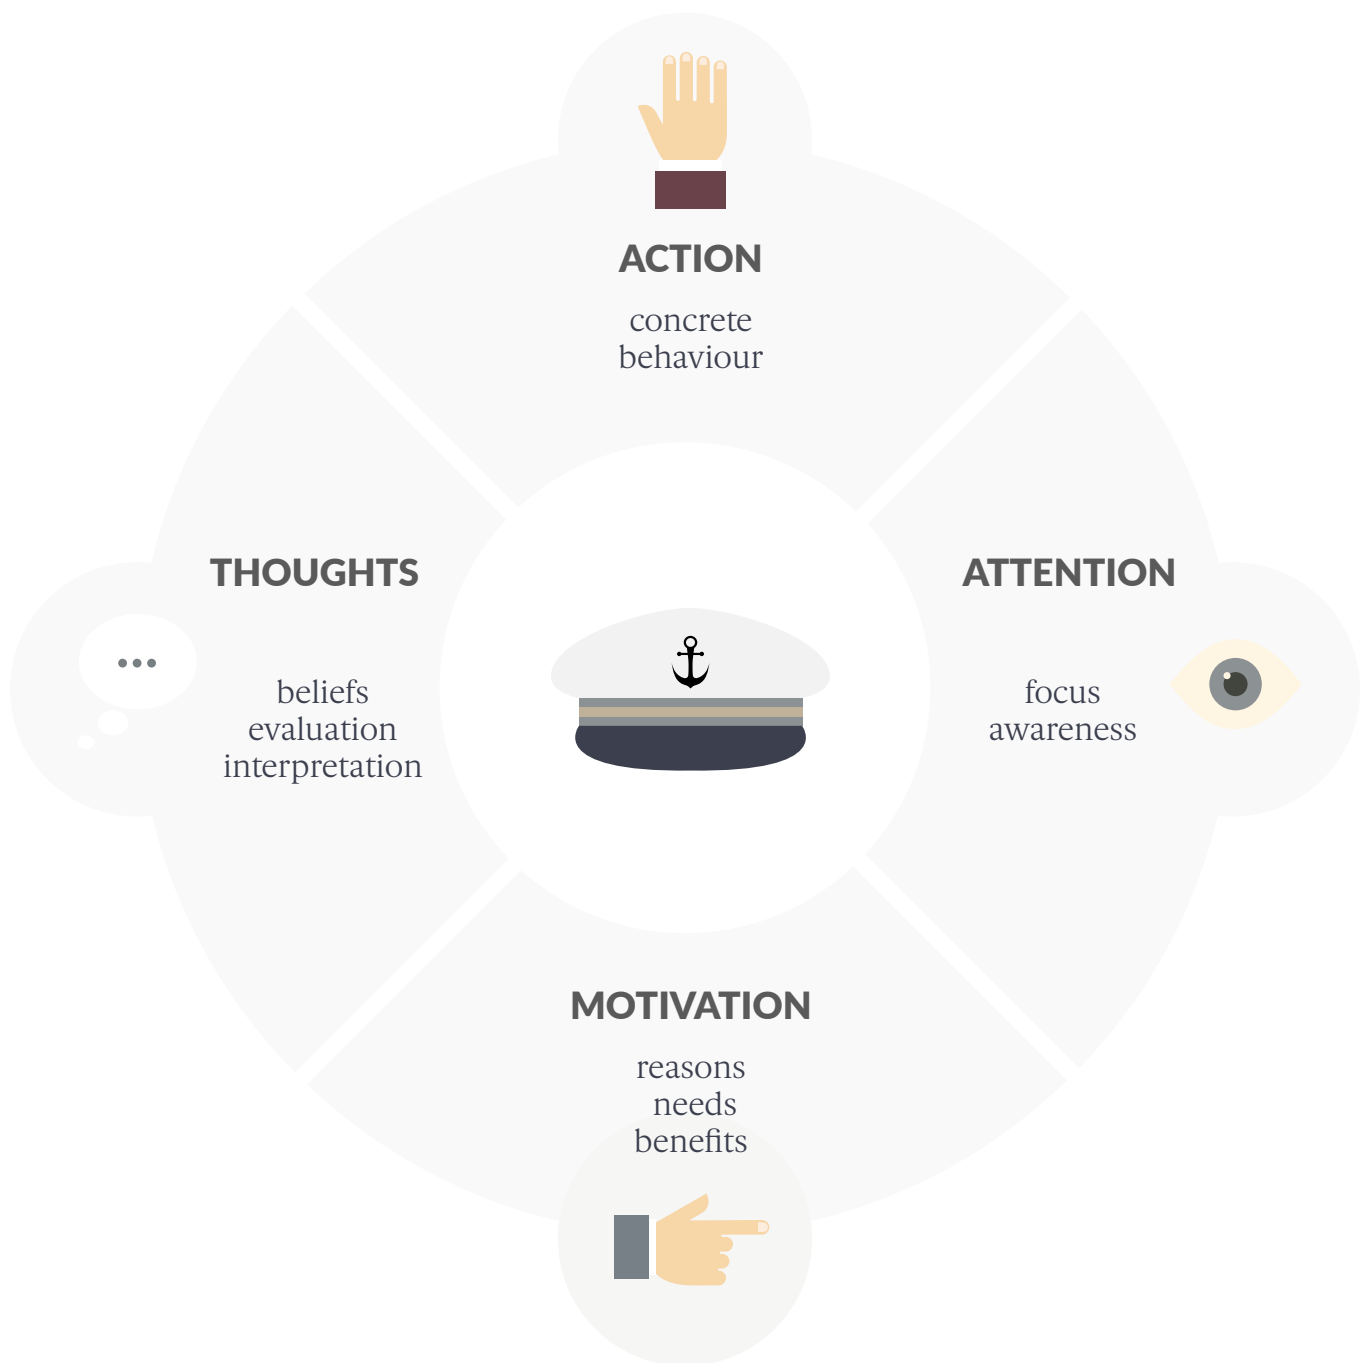 ACTION
concrete
behaviour
THOUGHTS
beliefs
evaluation
interpretation
ATTENTION
focus
awareness
MOTIVATION
reasons
needs
benefits